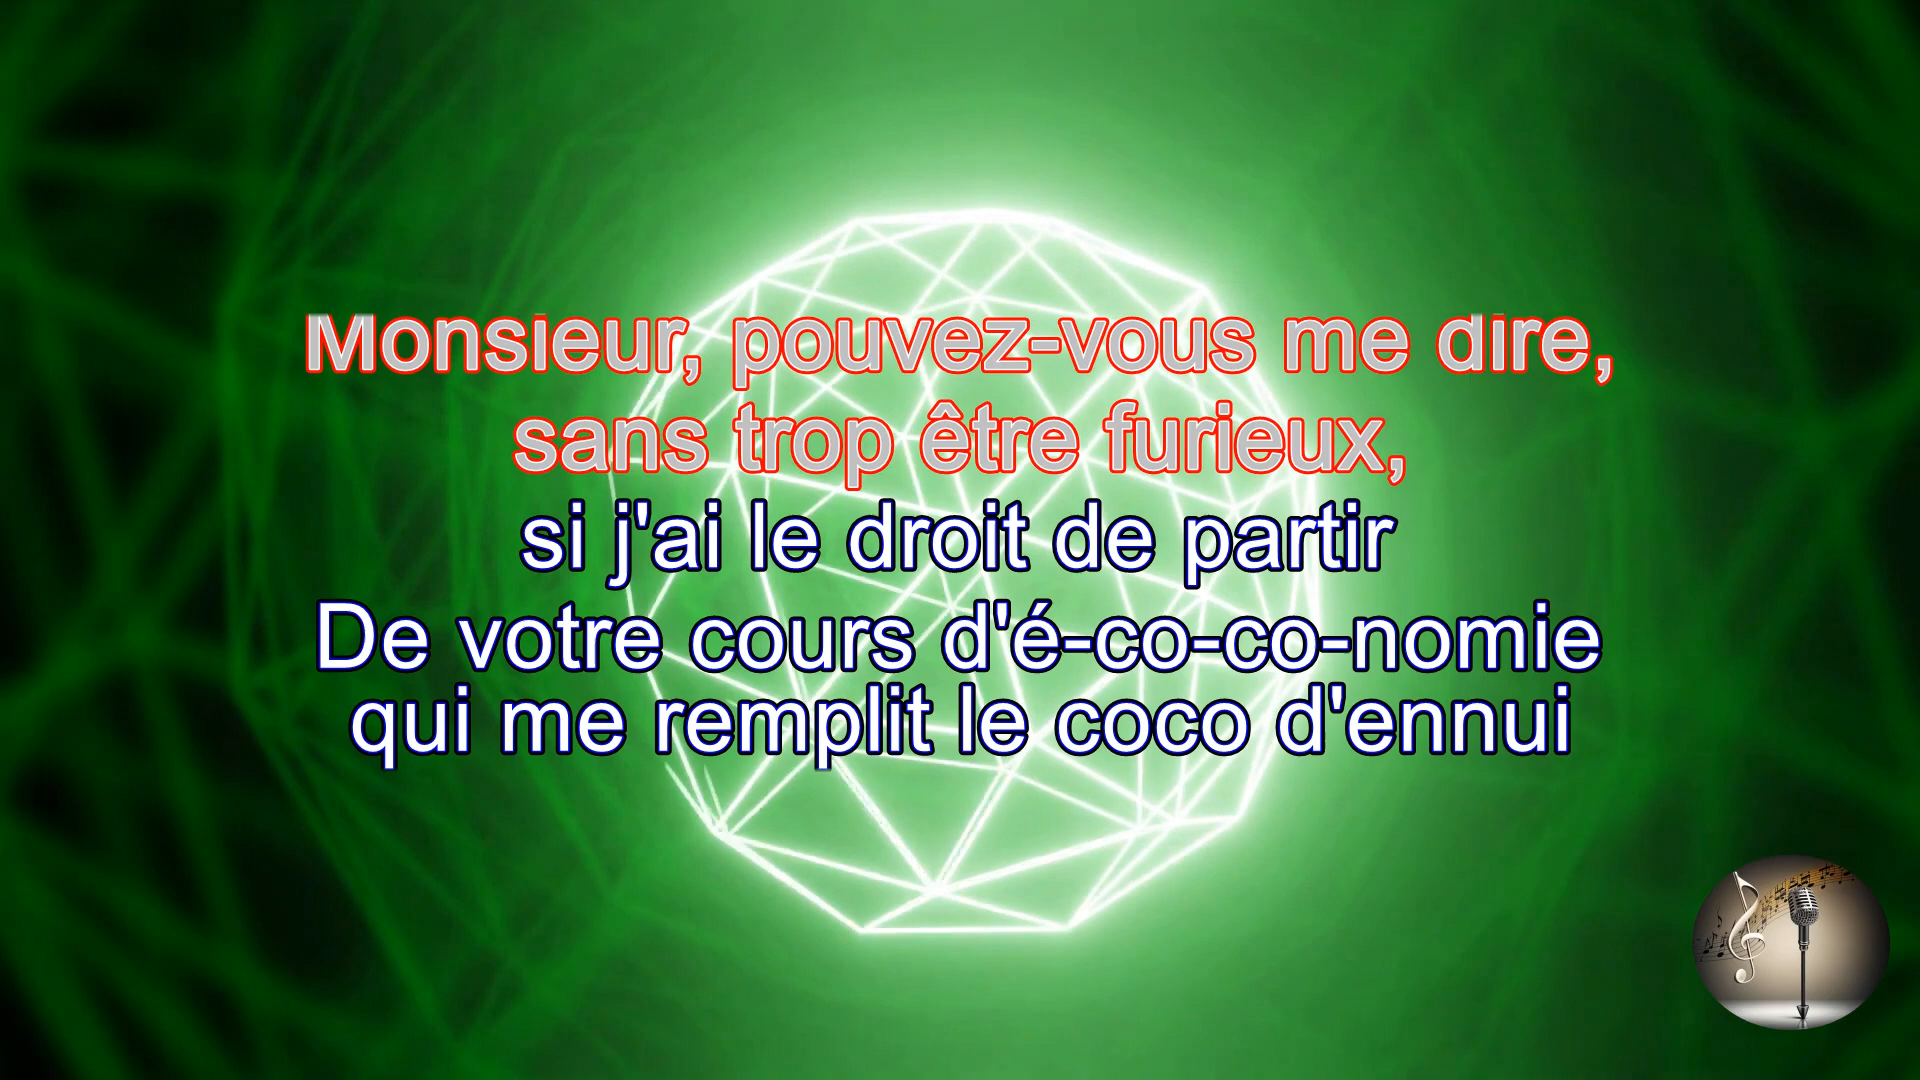 Monsieur, pouvez-vous me dire,
sans trop être furieux,
si j'ai le droit de partir
De votre cours d'é-co-co-nomie
qui me remplit le coco d'ennui